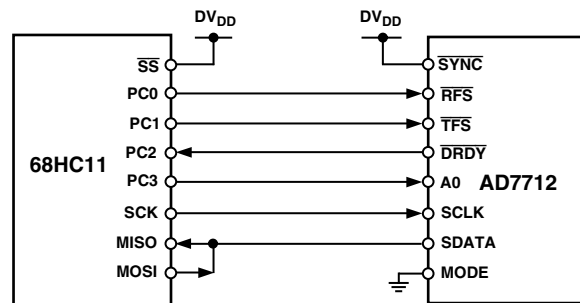 DVDD DVDD
SS SYNC
PC0 RFS
PC1 TFS
PC2 DRDY
68HC11 PC3 A0 AD7712
SCK SCLK
MISO SDATA
MOSI MODE